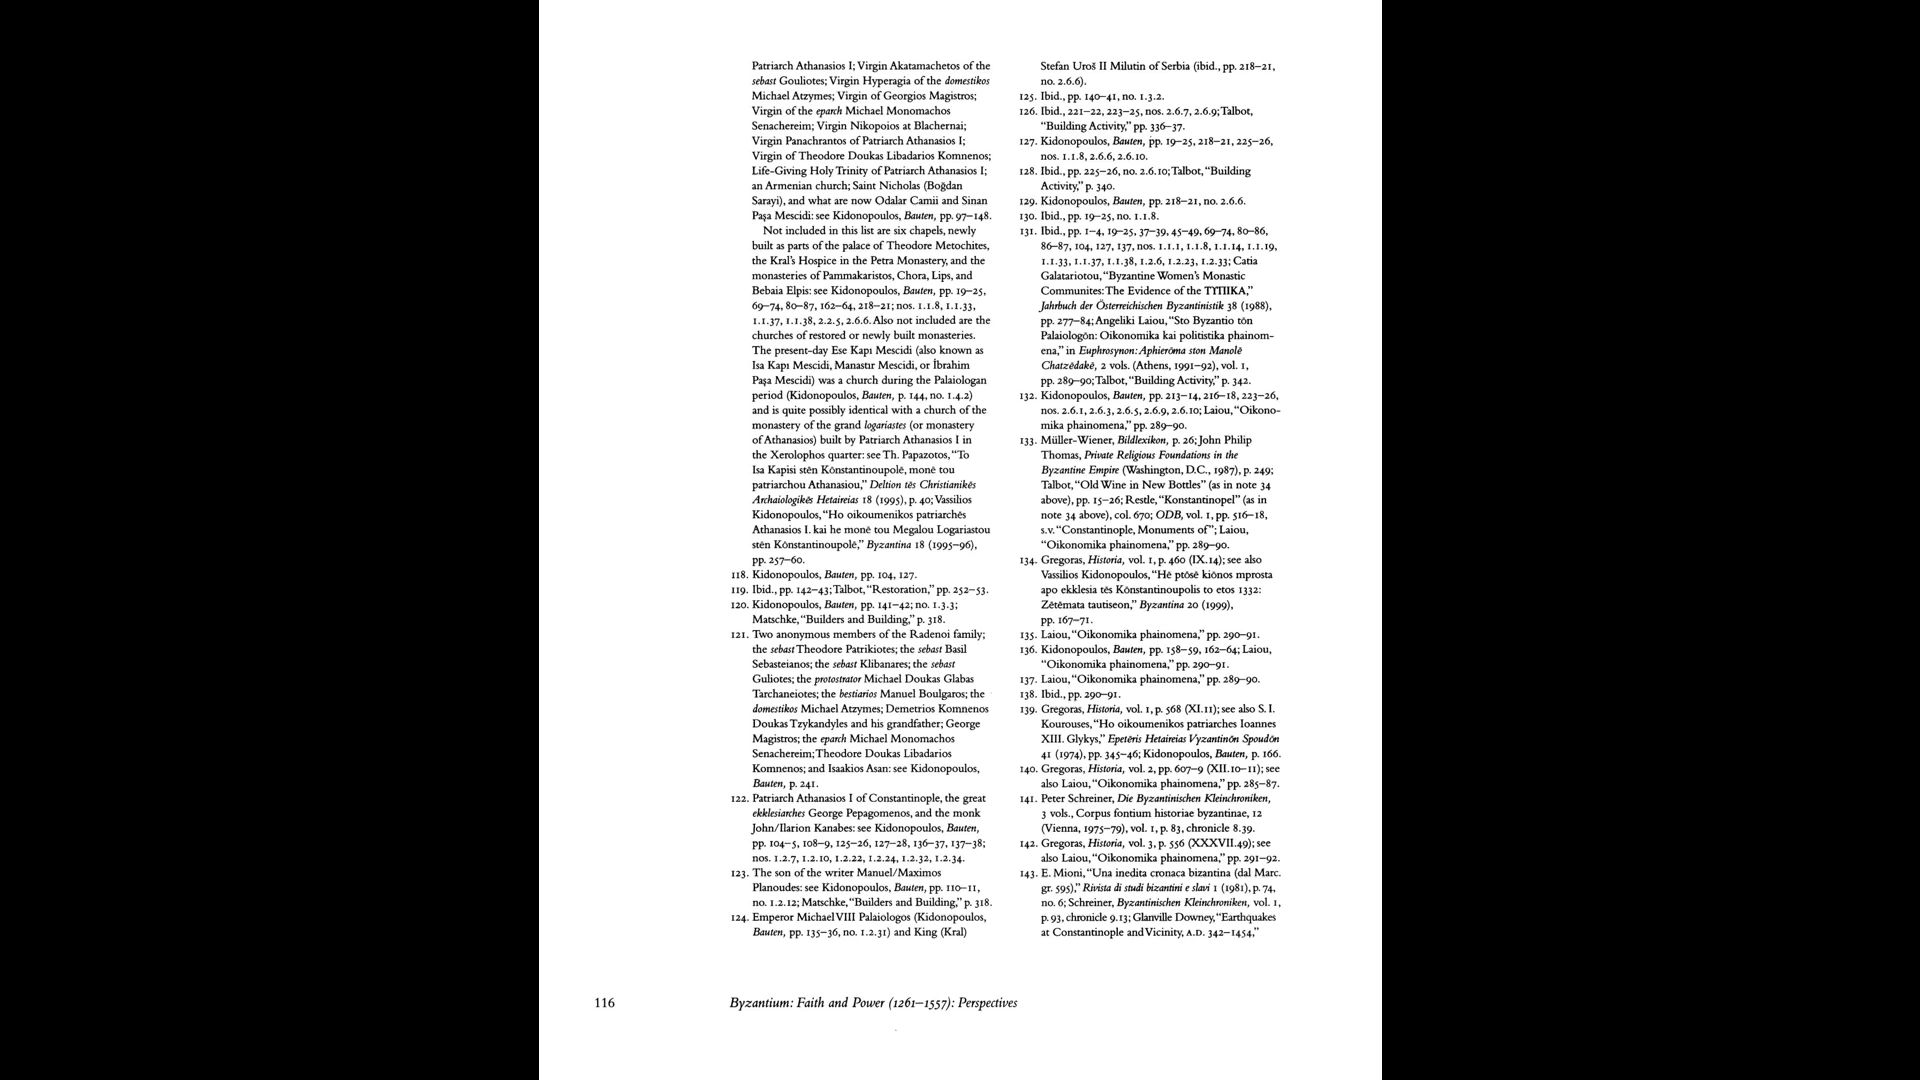 Patriarch Athanasios I; Virgin Akatamachetos of the
sebast Gouliotes; Virgin Hyperagia of the domestikos
Michael Atzymes; Virgin of Georgios Magistros;
Virgin of the eparch Michael Monomachos
Senachereim; Virgin Nikopoios at Blachernai;
Virgin Panachrantos of Patriarch Athanasios I;
Virgin of Theodore Doukas Libadarios Komnenos;
Life-Giving Holy Trinity of Patriarch Athanasios I;
an Armenian church; Saint Nicholas (Boğdan
Sarayi), and what are now Odalar Camii and Sinan
Paşa Mescidi: see Kidonopoulos, Bauten, pp. 97–148.
Not included in this list are six chapels, newly
built as parts of the palace of Theodore Metochites,
the Kral's Hospice in the Petra Monastery, and the
monasteries of Pammakaristos, Chora, Lips, and
Bebaia Elpis: see Kidonopoulos, Bauten, pp. 19–25,
69–74, 80–87, 162–64, 218–21; nos. 1.1.8, 1.1.33,
1.1.37, 1.1.38, 2.2.5, 2.6.6. Also not included are the
churches of restored or newly built monasteries.
The present-day Ese Kapı Mescidi (also known as
Isa Kapı Mescidi, Manastır Mescidi, or İbrahim
Paşa Mescidi) was a church during the Palaiologan
period (Kidonopoulos, Bauten, p. 144, no. 1.4.2)
and is quite possibly identical with a church of the
monastery of the grand logariastes (or monastery
of Athanasios) built by Patriarch Athanasios I in
the Xerolophos quarter: see Th. Papazotos, "To
Isa Kapisi stēn Kōnstantinoupolē, monē tou
patriarchou Athanasiou," Deltion tēs Christianikēs
Archaiologikēs Hetaireias 18 (1995), p. 40; Vassilios
Kidonopoulos, "Ho oikoumenikos patriarchēs
Athanasios I. kai he monē tou Megalou Logariastou
stēn Kōnstantinoupolē," Byzantina 18 (1995–96),
pp. 257–60.
118. Kidonopoulos, Bauten, pp. 104, 127.
119. Ibid., pp. 142–43; Talbot, "Restoration," pp. 252–53.
120. Kidonopoulos, Bauten, pp. 141–42; no. 1.3.3;
Matschke, "Builders and Building," p. 318.
121. Two anonymous members of the Radenoi family;
the sebast Theodore Patrikiotes; the sebast Basil
Sebasteianos; the sebast Klibanares; the sebast
Guliotes; the protostrator Michael Doukas Glabas
Tarchaneiotes; the bestiarios Manuel Boulgaros; the
domestikos Michael Atzymes; Demetrios Komnenos
Doukas Tzykandyles and his grandfather; George
Magistros; the eparch Michael Monomachos
Senachereim; Theodore Doukas Libadarios
Komnenos; and Isaakios Asan: see Kidonopoulos,
Bauten, p. 241.
122. Patriarch Athanasios I of Constantinople, the great
ekklesiarches George Pepagomenos, and the monk
John/Ilarion Kanabes: see Kidonopoulos, Bauten,
pp. 104–5, 108–9, 125–26, 127–28, 136–37, 137–38;
nos. 1.2.7, 1.2.10, 1.2.22, 1.2.24, 1.2.32, 1.2.34.
123. The son of the writer Manuel/Maximos
Planoudes: see Kidonopoulos, Bauten, pp. 110–11,
no. 1.2.12; Matschke, "Builders and Building," p. 318.
124. Emperor Michael VIII Palaiologos (Kidonopoulos,
Bauten, pp. 135–36, no. 1.2.31) and King (Kral)
Stefan Uroš II Milutin of Serbia (ibid., pp. 218–21,
no. 2.6.6).
125. Ibid., pp. 140–41, no. 1.3.2.
126. Ibid., 221–22, 223–25, nos. 2.6.7, 2.6.9; Talbot,
"Building Activity," pp. 336–37.
127. Kidonopoulos, Bauten, pp. 19–25, 218–21, 225–26,
nos. 1.1.8, 2.6.6, 2.6.10.
128. Ibid., pp. 225–26, no. 2.6.10; Talbot, "Building
Activity," p. 340.
129. Kidonopoulos, Bauten, pp. 218–21, no. 2.6.6.
130. Ibid., pp. 19–25, no. 1.1.8.
131. Ibid., pp. 1–4, 19–25, 37–39, 45–49, 69–74, 80–86,
86–87, 104, 127, 137, nos. 1.1.1, 1.1.8, 1.1.14, 1.1.19,
1.1.33, 1.1.37, 1.1.38, 1.2.6, 1.2.23, 1.2.33; Catia
Galatariotou, "Byzantine Women's Monastic
Communites: The Evidence of the ΤΥΠΙΚΑ,"
Jahrbuch der Österreichischen Byzantinistik 38 (1988),
pp. 277–84; Angeliki Laiou, "Sto Byzantio tōn
Palaiologōn: Oikonomika kai politistika phainom-
ena," in Euphrosynon: Aphierōma ston Manolē
Chatzēdakē, 2 vols. (Athens, 1991–92), vol. 1,
pp. 289–90; Talbot, "Building Activity," p. 342.
132. Kidonopoulos, Bauten, pp. 213–14, 216–18, 223–26,
nos. 2.6.1, 2.6.3, 2.6.5, 2.6.9, 2.6.10; Laiou, "Oikono-
mika phainomena," pp. 289–90.
133. Müller-Wiener, Bildlexikon, p. 26; John Philip
Thomas, Private Religious Foundations in the
Byzantine Empire (Washington, D.C., 1987), p. 249;
Talbot, "Old Wine in New Bottles" (as in note 34
above), pp. 15–26; Restle, "Konstantinopel" (as in
note 34 above), col. 670; ODB, vol. 1, pp. 516–18,
s.v. "Constantinople, Monuments of"; Laiou,
"Oikonomika phainomena," pp. 289–90.
134. Gregoras, Historia, vol. 1, p. 460 (IX.14); see also
Vassilios Kidonopoulos, "Hē ptōsē kiōnos mprosta
apo ekklesia tēs Kōnstantinoupolis to etos 1332:
Zētēmata tautiseon," Byzantina 20 (1999),
pp. 167–71.
135. Laiou, "Oikonomika phainomena," pp. 290–91.
136. Kidonopoulos, Bauten, pp. 158–59, 162–64; Laiou,
"Oikonomika phainomena," pp. 290–91.
137. Laiou, "Oikonomika phainomena," pp. 289–90.
138. Ibid., pp. 290–91.
139. Gregoras, Historia, vol. 1, p. 568 (XI.11); see also S. I.
Kourouses, "Ho oikoumenikos patriarches Ioannes
XIII. Glykys," Epetēris Hetaireias Vyzantinōn Spoudōn
41 (1974), pp. 345–46; Kidonopoulos, Bauten, p. 166.
140. Gregoras, Historia, vol. 2, pp. 607–9 (XII.10–11); see
also Laiou, "Oikonomika phainomena," pp. 285–87.
141. Peter Schreiner, Die Byzantinischen Kleinchroniken,
3 vols., Corpus fontium historiae byzantinae, 12
(Vienna, 1975–79), vol. 1, p. 83, chronicle 8.39.
142. Gregoras, Historia, vol. 3, p. 556 (XXXVII.49); see
also Laiou, "Oikonomika phainomena," pp. 291–92.
143. E. Mioni, "Una inedita cronaca bizantina (dal Marc.
gr. 595)," Rivista di studi bizantini e slavi 1 (1981), p. 74,
no. 6; Schreiner, Byzantinischen Kleinchroniken, vol. 1,
p. 93, chronicle 9.13; Glanville Downey, "Earthquakes
at Constantinople and Vicinity, A.D. 342–1454,"
116 Byzantium: Faith and Power (1261–1557): Perspectives